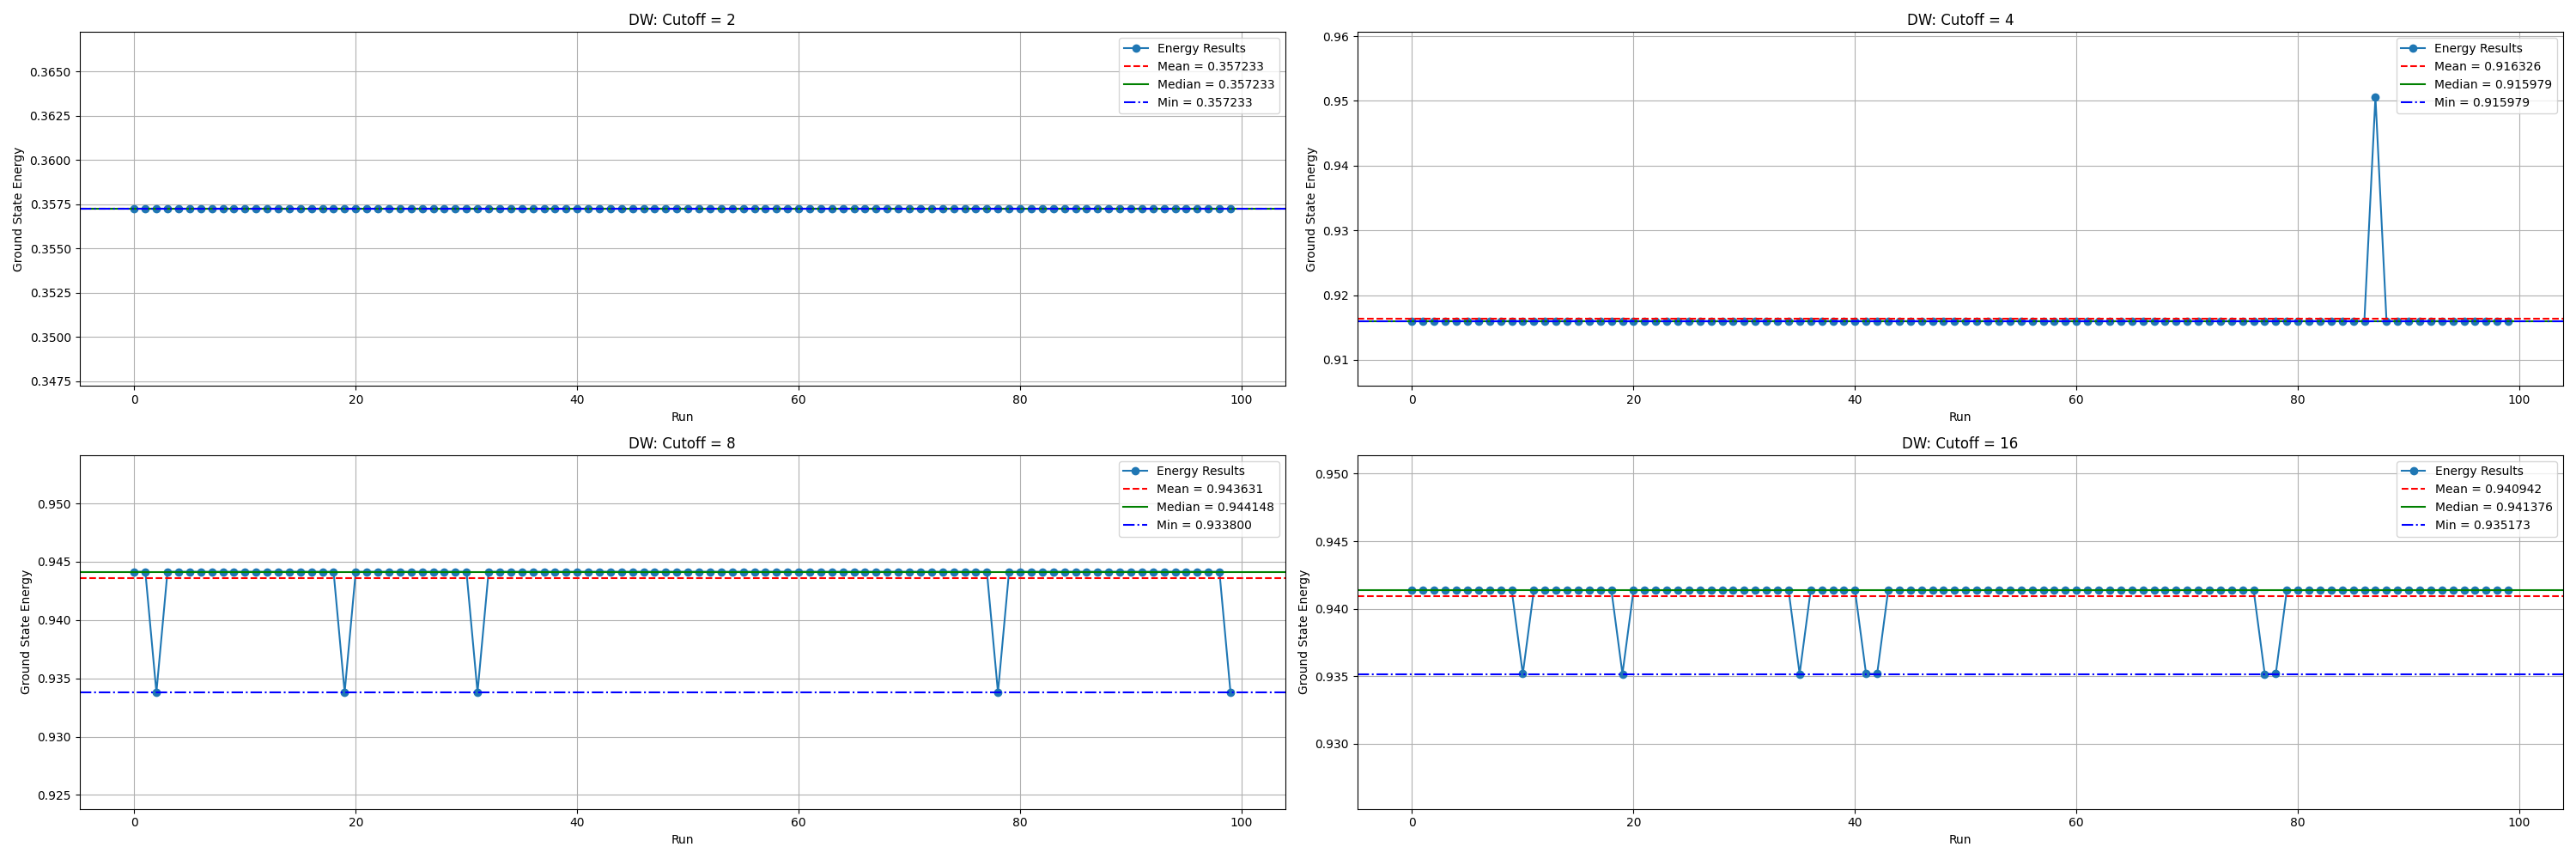 DW: Cutoff = 2
Ground State Energy
0.3650
0.3625
0.3600
0.3575
0.3550
0.3525
0.3500
0.3475
Energy Results
Mean = 0.357233
Median = 0.357233
Min = 0.357233
0 20 40 60 80 100
Run
DW: Cutoff = 4
Ground State Energy
0.96
0.95
0.94
0.93
0.92
0.91
Energy Results
Mean = 0.916326
Median = 0.915979
Min = 0.915979
0 20 40 60 80 100
Run
DW: Cutoff = 8
Ground State Energy
0.950
0.945
0.940
0.935
0.930
0.925
Energy Results
Mean = 0.943631
Median = 0.944148
Min = 0.933800
0 20 40 60 80 100
Run
DW: Cutoff = 16
Ground State Energy
0.950
0.945
0.940
0.935
0.930
Energy Results
Mean = 0.940942
Median = 0.941376
Min = 0.935173
0 20 40 60 80 100
Run